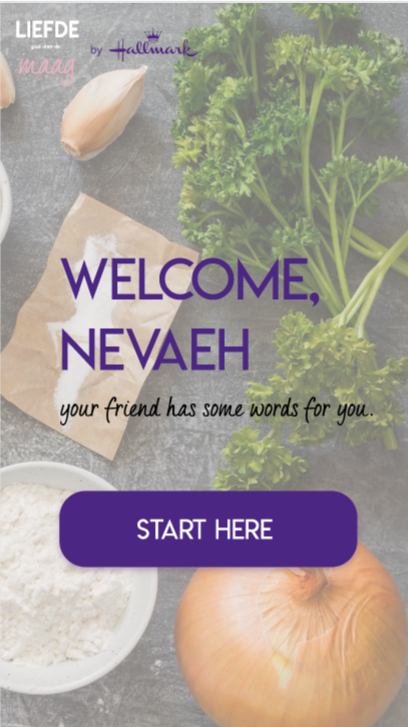 LIEFDE
gaat door de
maag
by Hallmark
WELCOME,
NEVAEH
your friend has some words for you.
START HERE